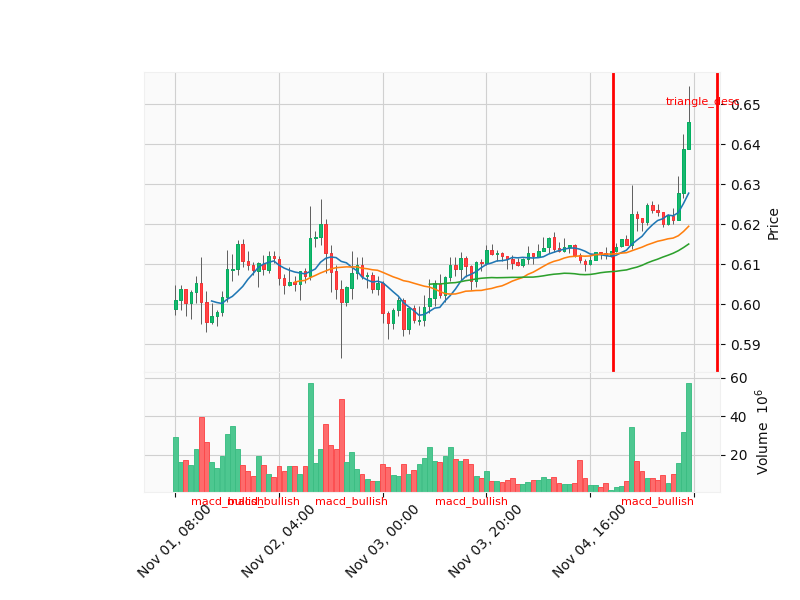 triangle_desc
0.65
0.64
0.63
0.62
0.61
0.60
0.59
Price
60
40
20
Volume 10⁶
macd_bullish
macd_bullish
macd_bullish
macd_bullish
macd_bullish
Nov 01, 08:00
Nov 02, 04:00
Nov 03, 00:00
Nov 03, 20:00
Nov 04, 16:00